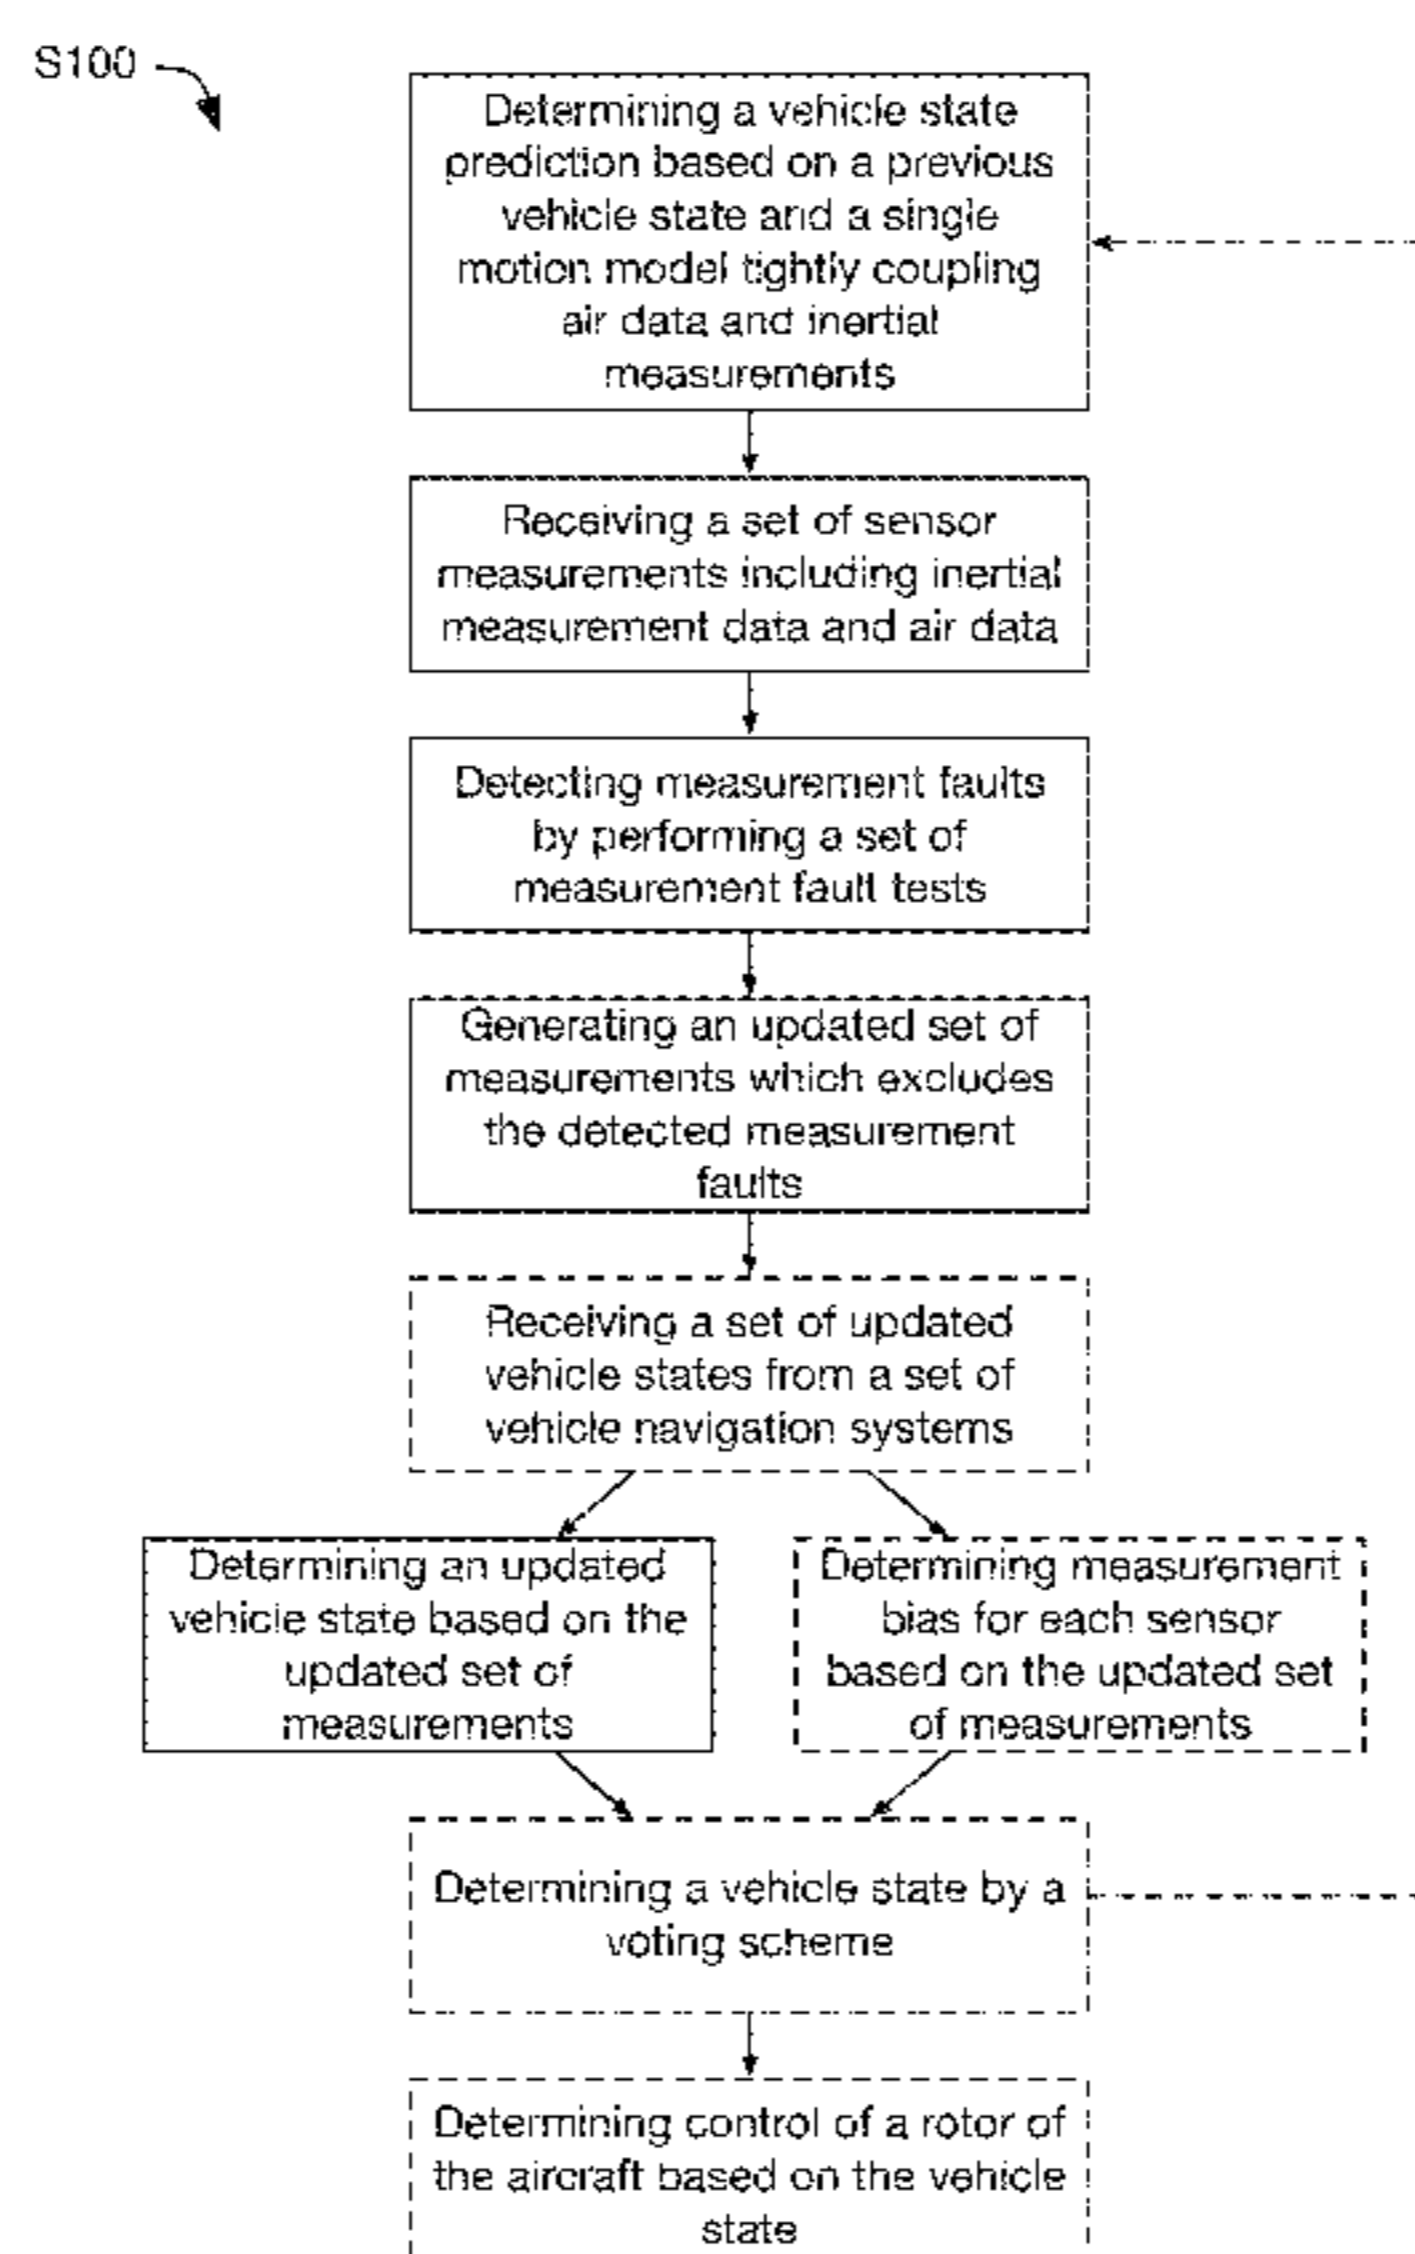 S100
Determining a vehicle state
prediction based on a previous
vehicle state and a single
motion model tightly coupling
air data and inertial
measurements
Receiving a set of sensor
measurements including inertial
measurement data and air data
Detecting measurement faults
by performing a set of
measurement fault tests
Generating an updated set of
measurements which excludes
the detected measurement
faults
Receiving a set of updated
vehicle states from a set of
vehicle navigation systems
Determining an updated
vehicle state based on the
updated set of
measurements
Determining measurement
bias for each sensor
based on the updated set
of measurements
Determining a vehicle state by a
voting scheme
Determining control of a rotor of
the aircraft based on the vehicle
state